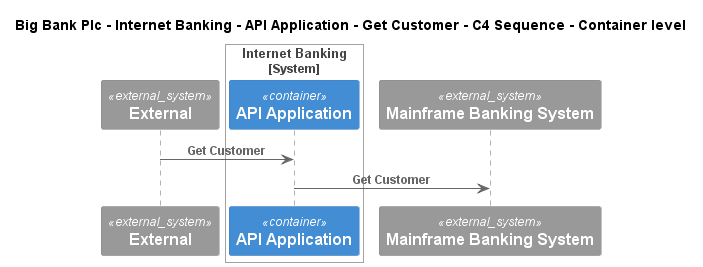 Big Bank Plc - Internet Banking - API Application - Get Customer - C4 Sequence - Container level
Internet Banking
[System]
«external_system»
External
«container»
API Application
«external_system»
Mainframe Banking System
Get Customer
Get Customer
«external_system»
External
«container»
API Application
«external_system»
Mainframe Banking System